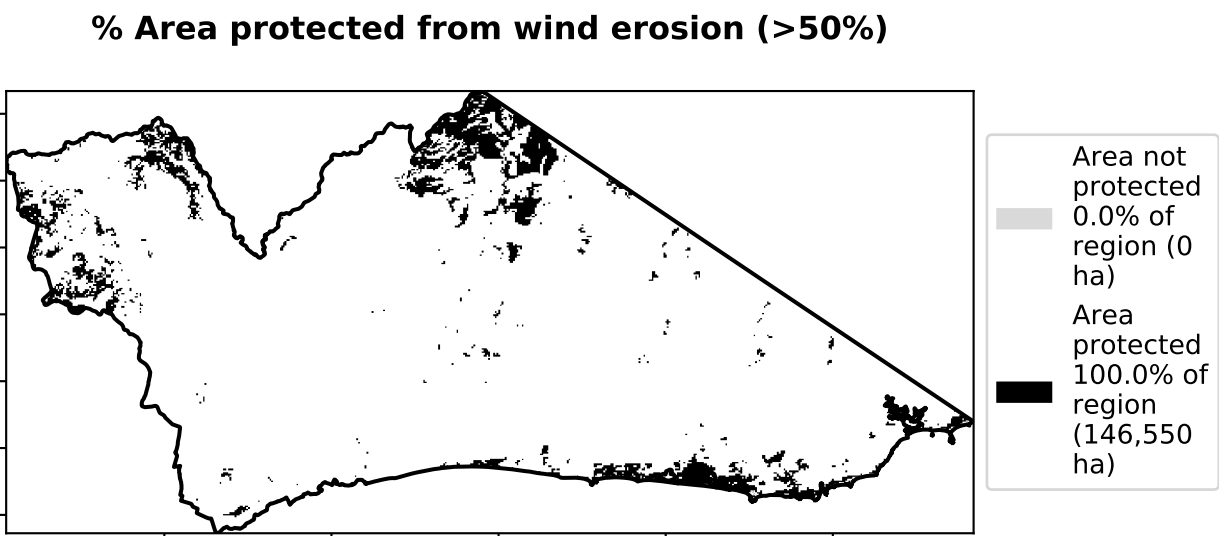 % Area protected from wind erosion (>50%)
Area not
protected
0.0% of
region (0
ha)
Area
protected
100.0% of
region
(146,550
ha)